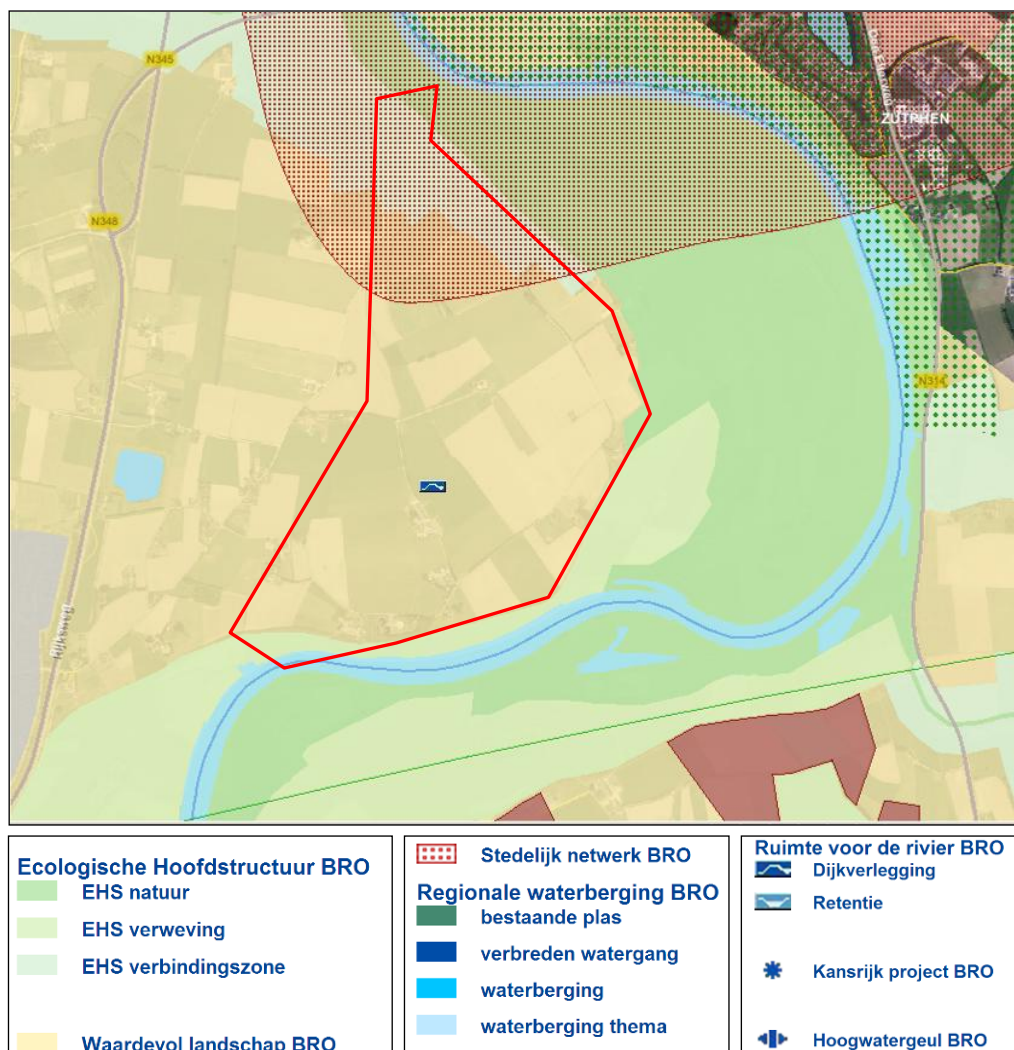 N345
ZUTPHEN
N348
N314
Rijksweg
Ecologische Hoofdstructuur BRO
EHS natuur
EHS verweving
EHS verbindingszone
Waardevol landschap BRO
Stedelijk netwerk BRO
Regionale waterberging BRO
bestaande plas
verbreden watergang
waterberging
waterberging thema
Ruimte voor de rivier BRO
Dijkverlegging
Retentie
Kansrijk project BRO
Hoogwatergeul BRO